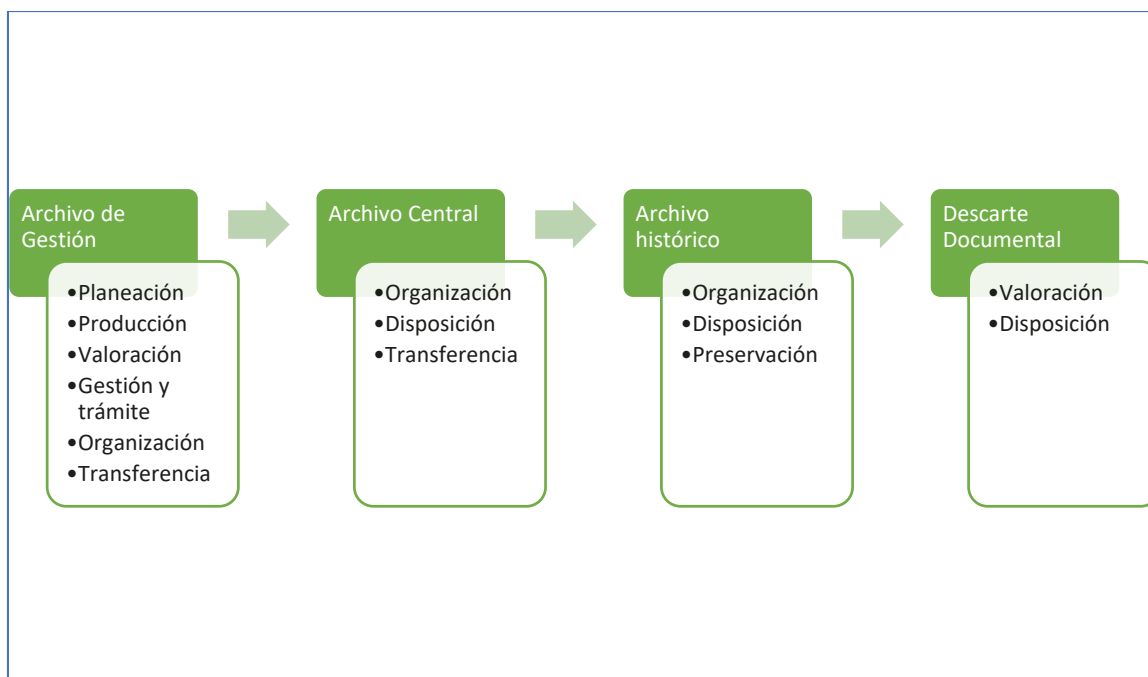 Archivo de
Gestión
•Planeación
•Producción
•Valoración
•Gestión y
trámite
•Organización
•Transferencia
Archivo Central
•Organización
•Disposición
•Transferencia
Archivo
histórico
•Organización
•Disposición
•Preservación
Descarte
Documental
•Valoración
•Disposición